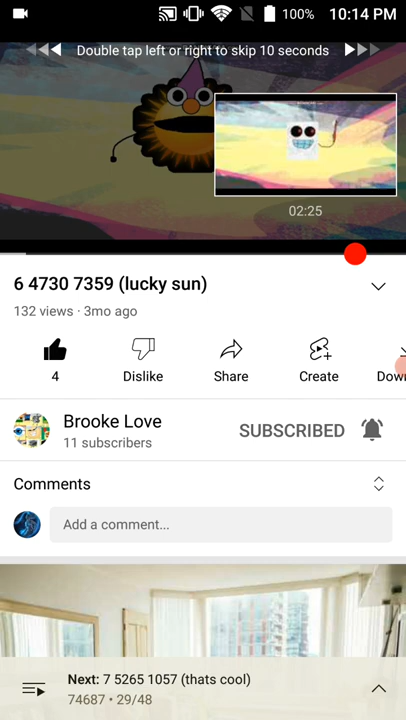 100% 10:14 PM
Double tap left or right to skip 10 seconds
02:25
6 4730 7359 (lucky sun)
132 views · 3mo ago
4 Dislike Share Create Down
Brooke Love
11 subscribers
SUBSCRIBED
Comments
Add a comment...
Next: 7 5265 1057 (thats cool)
74687 • 29/48